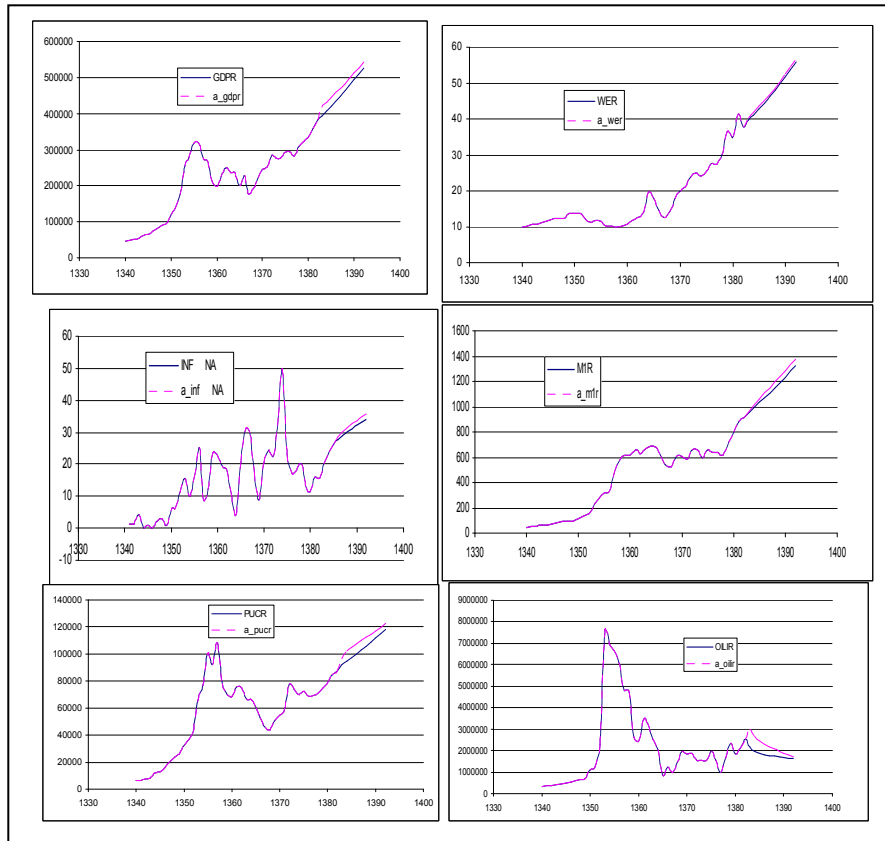 600000
500000
400000
300000
200000
100000
0
1330 1340 1350 1360 1370 1380 1390 1400
GDPR
a_gdpr
60
50
40
30
20
10
0
1330 1340 1350 1360 1370 1380 1390 1400
WER
a_wer
60
50
40
30
20
10
0
-10
1330 1340 1350 1360 1370 1380 1390 1400
INF NA
a_inf NA
1600
1400
1200
1000
800
600
400
200
0
1330 1340 1350 1360 1370 1380 1390 1400
M1R
a_m1r
140000
120000
100000
80000
60000
40000
20000
0
1330 1340 1350 1360 1370 1380 1390 1400
PUCR
a_pucr
9000000
8000000
7000000
6000000
5000000
4000000
3000000
2000000
1000000
0
1330 1340 1350 1360 1370 1380 1390 1400
OILIR
a_oilir